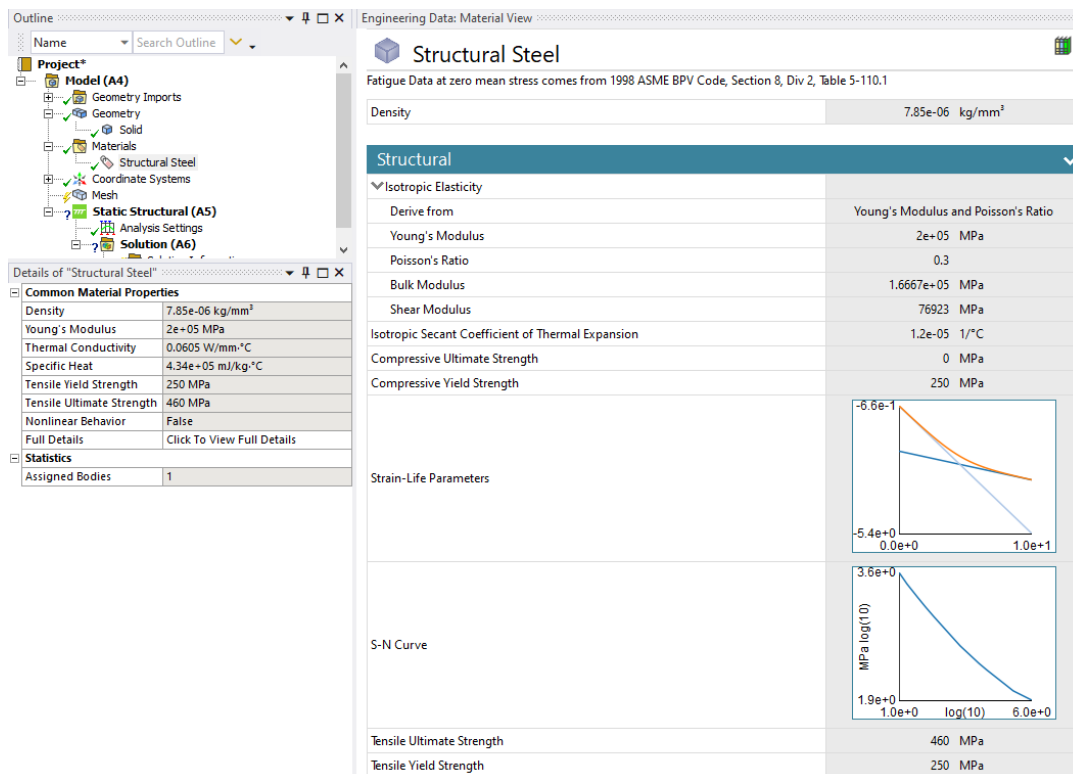 Outline
Name
Search Outline
Project*
Model (A4)
Geometry Imports
Geometry
Solid
Materials
Structural Steel
Coordinate Systems
Mesh
Static Structural (A5)
Analysis Settings
Solution (A6)
Details of "Structural Steel"
Common Material Properties
Density 7.85e-06 kg/mm³
Young's Modulus 2e+05 MPa
Thermal Conductivity 0.0605 W/mm·°C
Specific Heat 4.34e+05 mJ/kg·°C
Tensile Yield Strength 250 MPa
Tensile Ultimate Strength 460 MPa
Nonlinear Behavior False
Full Details Click To View Full Details
Statistics
Assigned Bodies 1
Engineering Data: Material View
Structural Steel
Fatigue Data at zero mean stress comes from 1998 ASME BPV Code, Section 8, Div 2, Table 5-110.1
Density 7.85e-06 kg/mm³
Structural
Isotropic Elasticity
Derive from Young's Modulus and Poisson's Ratio
Young's Modulus 2e+05 MPa
Poisson's Ratio 0.3
Bulk Modulus 1.6667e+05 MPa
Shear Modulus 76923 MPa
Isotropic Secant Coefficient of Thermal Expansion 1.2e-05 1/°C
Compressive Ultimate Strength 0 MPa
Compressive Yield Strength 250 MPa
Strain-Life Parameters
-6.6e-1
-5.4e+0
0.0e+0 1.0e+1
S-N Curve
3.6e+0
MPa log(10)
1.9e+0
1.0e+0 log(10) 6.0e+0
Tensile Ultimate Strength 460 MPa
Tensile Yield Strength 250 MPa